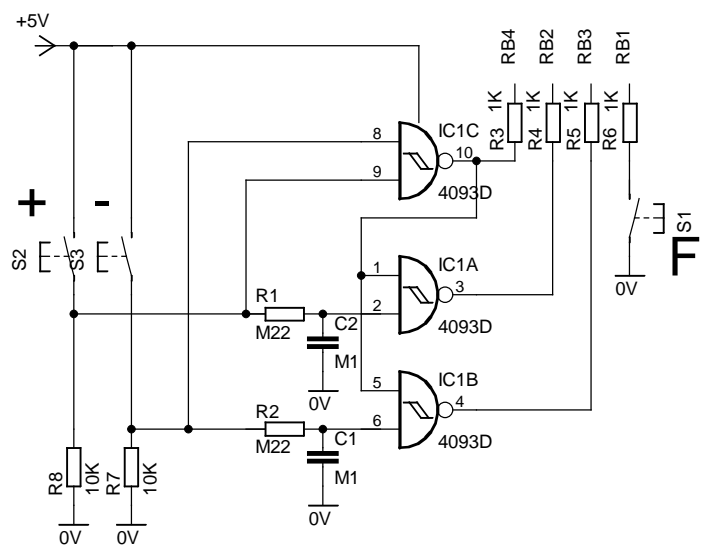 +5V
RB4
RB2
RB3
RB1
1K
1K
1K
1K
R3
R4
R5
R6
IC1C
8
10
9
4093D
+
-
S2
S3
S1
F
0V
IC1A
1
3
2
4093D
R1
M22
C2
M1
0V
IC1B
5
4
6
4093D
R2
M22
C1
M1
0V
R8
10K
R7
10K
0V
0V